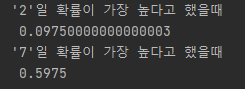 '2'일 확률이 가장 높다고 했을때
0.09750000000000003
'7'일 확률이 가장 높다고 했을때
0.5975